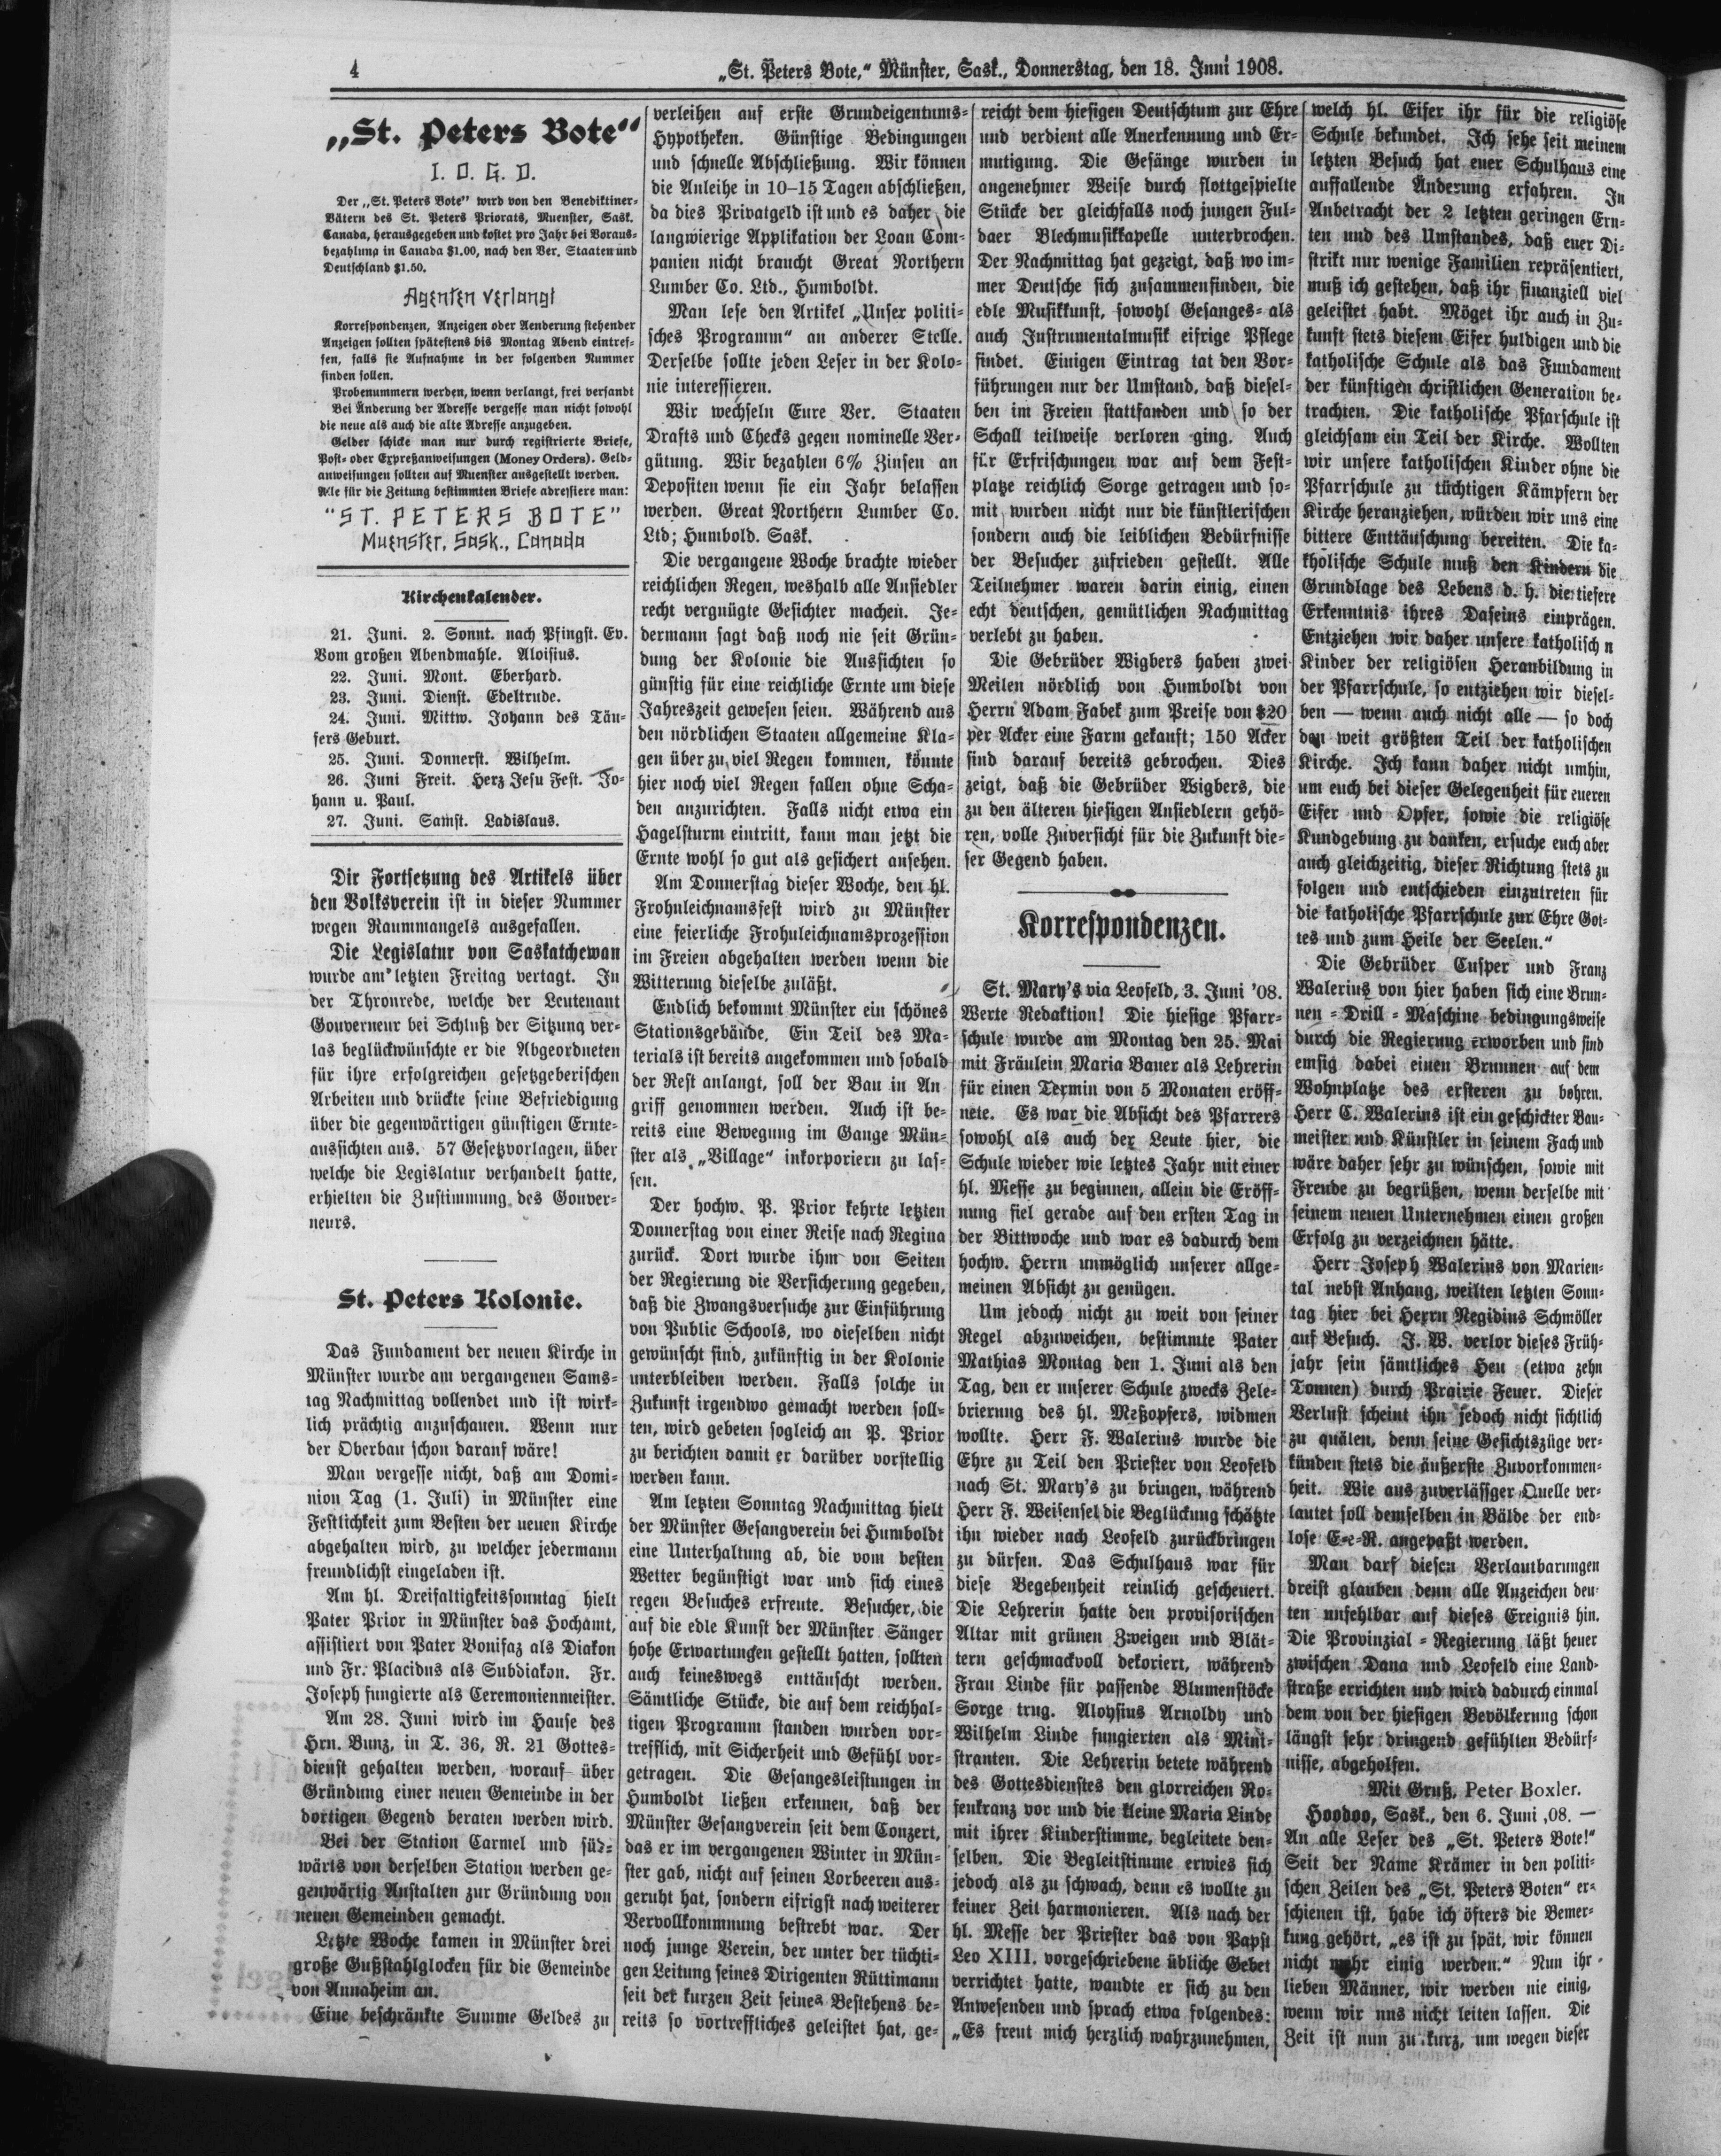 4
„St. Peters Bote,“ Münster, Sask., Donnerstag, den 18. Juni 1908.
„St. Peters Bote“
I. O. G. D.
Der „St. Peters Bote“ wird von den Benediktiner-
Vätern des St. Peters Priorats, Muenster, Sask.
Canada, herausgegeben und kostet pro Jahr bei Voraus-
bezahlung in Canada $1.00, nach den Ver. Staaten und
Deutschland $1.50.
Agenten verlangt
Korrespondenzen, Anzeigen oder Aenderung stehender
Anzeigen sollten spätestens bis Montag Abend eintref-
fen, falls sie Aufnahme in der folgenden Nummer
finden sollen.
Probenummern werden, wenn verlangt, frei versandt
Bei Änderung der Adresse vergesse man nicht sowohl
die neue als auch die alte Adresse anzugeben.
Gelder schicke man nur durch registrierte Briefe,
Post- oder Expreßanweisungen (Money Orders). Geld-
anweisungen sollten auf Muenster ausgestellt werden.
Alle für die Zeitung bestimmten Briefe adressiere man:
"ST. PETERS BOTE"
Muenster, Sask., Canada
Kirchenkalender.
21. Juni. 2. Sonnt. nach Pfingst. Ev.
Vom großen Abendmahle. Aloisius.
22. Juni. Mont. Eberhard.
23. Juni. Dienst. Edeltrude.
24. Juni. Mittw. Johann des Täu-
fers Geburt.
25. Juni. Donnerst. Wilhelm.
26. Juni Freit. Herz Jesu Fest. Jo-
hann u. Paul.
27. Juni. Samst. Ladislaus.
Dir Fortsetzung des Artikels über
den Volksverein ist in dieser Nummer
wegen Raummangels ausgefallen.
Die Legislatur von Saskatchewan
wurde am letzten Freitag vertagt. In
der Thronrede, welche der Leutenant
Gouverneur bei Schluß der Sitzung ver-
las beglückwünschte er die Abgeordneten
für ihre erfolgreichen gesetzgeberischen
Arbeiten und drückte seine Befriedigung
über die gegenwärtigen günstigen Ernte-
aussichten aus. 57 Gesetzvorlagen, über
welche die Legislatur verhandelt hatte,
erhielten die Zustimmung des Gouver-
neurs.
St. Peters Kolonie.
Das Fundament der neuen Kirche in
Münster wurde am vergangenen Sams-
tag Nachmittag vollendet und ist wirk-
lich prächtig anzuschauen. Wenn nur
der Oberbau schon darauf wäre!
Man vergesse nicht, daß am Domi-
nion Tag (1. Juli) in Münster eine
Festlichkeit zum Besten der neuen Kirche
abgehalten wird, zu welcher jedermann
freundlichst eingeladen ist.
Am hl. Dreifaltigkeitssonntag hielt
Pater Prior in Münster das Hochamt,
assistiert von Pater Bonifaz als Diakon
und Fr. Placidus als Subdiakon. Fr.
Joseph fungierte als Ceremonienmeister.
Am 28. Juni wird im Hause des
Hrn. Bunz, in T. 36, R. 21 Gottes-
dienst gehalten werden, worauf über
Gründung einer neuen Gemeinde in der
dortigen Gegend beraten werden wird.
Bei der Station Carmel und süd-
wärts von derselben Station werden ge-
genwärtig Anstalten zur Gründung von
neuen Gemeinden gemacht.
Letzte Woche kamen in Münster drei
große Gußstahlglocken für die Gemeinde
von Annaheim an.
Eine beschränkte Summe Geldes zu
verleihen auf erste Grundeigentums-
Hypotheken. Günstige Bedingungen
und schnelle Abschließung. Wir können
die Anleihe in 10–15 Tagen abschließen,
da dies Privatgeld ist und es daher die
langwierige Applikation der Loan Com-
panien nicht braucht Great Northern
Lumber Co. Ltd., Humboldt.
Man lese den Artikel „Unser politi-
sches Programm“ an anderer Stelle.
Derselbe sollte jeden Leser in der Kolo-
nie interessieren.
Wir wechseln Eure Ver. Staaten
Drafts und Checks gegen nominelle Ver-
gütung. Wir bezahlen 6% Zinsen an
Depositen wenn sie ein Jahr belassen
werden. Great Northern Lumber Co.
Ltd; Humbold. Sask.
Die vergangene Woche brachte wieder
reichlichen Regen, weshalb alle Ansiedler
recht vergnügte Gesichter machen. Je-
dermann sagt daß noch nie seit Grün-
dung der Kolonie die Aussichten so
günstig für eine reichliche Ernte um diese
Jahreszeit gewesen seien. Während aus
den nördlichen Staaten allgemeine Kla-
gen über zu viel Regen kommen, könnte
hier noch viel Regen fallen ohne Scha-
den anzurichten. Falls nicht etwa ein
Hagelsturm eintritt, kann man jetzt die
Ernte wohl so gut als gesichert ansehen.
Am Donnerstag dieser Woche, den hl.
Frohnleichnamsfest wird zu Münster
eine feierliche Frohnleichnamsprozession
im Freien abgehalten werden wenn die
Witterung dieselbe zuläßt.
Endlich bekommt Münster ein schönes
Stationsgebäude. Ein Teil des Ma-
terials ist bereits angekommen und sobald
der Rest anlangt, soll der Bau in An
griff genommen werden. Auch ist be-
reits eine Bewegung im Gange Mün-
ster als „Village“ inkorporiern zu las-
sen.
Der hochw. P. Prior kehrte letzten
Donnerstag von einer Reise nach Regina
zurück. Dort wurde ihm von Seiten
der Regierung die Versicherung gegeben,
daß die Zwangsversuche zur Einführung
von Public Schools, wo dieselben nicht
gewünscht sind, zukünftig in der Kolonie
unterbleiben werden. Falls solche in
Zukunft irgendwo gemacht werden soll-
ten, wird gebeten sogleich an P. Prior
zu berichten damit er darüber vorstellig
werden kann.
Am letzten Sonntag Nachmittag hielt
der Münster Gesangverein bei Humboldt
eine Unterhaltung ab, die vom besten
Wetter begünstigt war und sich eines
regen Besuches erfreute. Besucher, die
auf die edle Kunst der Münster Sänger
hohe Erwartungen gestellt hatten, sollten
auch keineswegs enttäuscht werden.
Sämtliche Stücke, die auf dem reichhal-
tigen Programm standen wurden vor-
trefflich, mit Sicherheit und Gefühl vor-
getragen. Die Gesangesleistungen in
Humboldt ließen erkennen, daß der
Münster Gesangverein seit dem Conzert,
das er im vergangenen Winter in Mün-
ster gab, nicht auf seinen Lorbeeren aus-
geruht hat, sondern eifrigst nach weiterer
Vervollkommnung bestrebt war. Der
noch junge Verein, der unter der tüchti-
gen Leitung seines Dirigenten Rüttimann
seit der kurzen Zeit seines Bestehens be-
reits so vortreffliches geleistet hat, ge-
reicht dem hiesigen Deutschtum zur Ehre
und verdient alle Anerkennung und Er-
mutigung. Die Gesänge wurden in
angenehmer Weise durch flottgespielte
Stücke der gleichfalls noch jungen Ful-
daer Blechmusikkapelle unterbrochen.
Der Nachmittag hat gezeigt, daß wo im-
mer Deutsche sich zusammenfinden, die
edle Musikkunst, sowohl Gesanges- als
auch Instrumentalmusik eifrige Pflege
findet. Einigen Eintrag tat den Vor-
führungen nur der Umstand, daß diesel-
ben im Freien stattfanden und so der
Schall teilweise verloren ging. Auch
für Erfrischungen war auf dem Fest-
platze reichlich Sorge getragen und so-
mit wurden nicht nur die künstlerischen
sondern auch die leiblichen Bedürfnisse
der Besucher zufrieden gestellt. Alle
Teilnehmer waren darin einig, einen
echt deutschen, gemütlichen Nachmittag
verlebt zu haben.
Die Gebrüder Wigbers haben zwei
Meilen nördlich von Humboldt von
Herrn Adam Fabek zum Preise von $20
per Acker eine Farm gekauft; 150 Acker
sind darauf bereits gebrochen. Dies
zeigt, daß die Gebrüder Wigbers, die
zu den älteren hiesigen Ansiedlern gehö-
ren, volle Zuversicht für die Zukunft die-
ser Gegend haben.
Korrespondenzen.
St. Mary's via Leofeld, 3. Juni '08.
Werte Redaktion! Die hiesige Pfarr-
schule wurde am Montag den 25. Mai
mit Fräulein Maria Bauer als Lehrerin
für einen Termin von 5 Monaten eröff-
nete. Es war die Absicht des Pfarrers
sowohl als auch der Leute hier, die
Schule wieder wie letztes Jahr mit einer
hl. Messe zu beginnen, allein die Eröff-
nung fiel gerade auf den ersten Tag in
der Bittwoche und war es dadurch dem
hochw. Herrn unmöglich unserer allge-
meinen Absicht zu genügen.
Um jedoch nicht zu weit von seiner
Regel abzuweichen, bestimmte Pater
Mathias Montag den 1. Juni als den
Tag, den er unserer Schule zwecks Zele-
brierung des hl. Meßopfers, widmen
wollte. Herr F. Walerius wurde die
Ehre zu Teil den Priester von Leofeld
nach St. Mary's zu bringen, während
Herr F. Weisensel die Beglückung schätzte
ihn wieder nach Leofeld zurückbringen
zu dürfen. Das Schulhaus war für
diese Begebenheit reinlich gescheuert.
Die Lehrerin hatte den provisorischen
Altar mit grünen Zweigen und Blät-
tern geschmackvoll dekoriert, während
Frau Linde für passende Blumenstöcke
Sorge trug. Aloysius Arnoldy und
Wilhelm Linde fungierten als Mini-
stranten. Die Lehrerin betete während
des Gottesdienstes den glorreichen Ro-
senkranz vor und die kleine Maria Linde
mit ihrer Kinderstimme, begleitete den-
selben. Die Begleitstimme erwies sich
jedoch als zu schwach, denn es wollte zu
keiner Zeit harmonieren. Als nach der
hl. Messe der Priester das von Papst
Leo XIII. vorgeschriebene übliche Gebet
verrichtet hatte, wandte er sich zu den
Anwesenden und sprach etwa folgendes:
„Es freut mich herzlich wahrzunehmen,
welch hl. Eifer ihr für die religiöse
Schule bekundet. Ich sehe seit meinem
letzten Besuch hat euer Schulhaus eine
auffallende Änderung erfahren. In
Anbetracht der 2 letzten geringen Ern-
ten und des Umstandes, daß euer Di-
strikt nur wenige Familien repräsentiert,
muß ich gestehen, daß ihr finanziell viel
geleistet habt. Möget ihr auch in Zu-
kunft stets diesem Eifer huldigen und die
katholische Schule als das Fundament
der künftigen christlichen Generation be-
trachten. Die katholische Pfarschule ist
gleichsam ein Teil der Kirche. Wollten
wir unsere katholischen Kinder ohne die
Pfarrschule zu tüchtigen Kämpfern der
Kirche heranziehen, würden wir uns eine
bittere Enttäuschung bereiten. Die ka-
tholische Schule muß den Kindern die
Grundlage des Lebens d. h. die tiefere
Erkenntnis ihres Daseins einprägen.
Entziehen wir daher unsere katholisch n
Kinder der religiösen Heranbildung in
der Pfarrschule, so entziehen wir diesel-
ben — wenn auch nicht alle — so doch
den weit größten Teil der katholischen
Kirche. Ich kann daher nicht umhin,
um euch bei dieser Gelegenheit für eueren
Eifer und Opfer, sowie die religiöse
Kundgebung zu danken, ersuche euch aber
auch gleichzeitig, dieser Richtung stets zu
folgen und entschieden einzutreten für
die katholische Pfarrschule zur Ehre Got-
tes und zum Heile der Seelen.“
Die Gebrüder Cusper und Franz
Walerius von hier haben sich eine Brun-
nen-Drill-Maschine bedingungsweise
durch die Regierung erworben und sind
emsig dabei einen Brunnen auf dem
Wohnplatze des ersteren zu bohren.
Herr C. Walerius ist ein geschickter Bau-
meister und Künstler in seinem Fach und
wäre daher sehr zu wünschen, sowie mit
Freude zu begrüßen, wenn derselbe mit
seinem neuen Unternehmen einen großen
Erfolg zu verzeichnen hätte.
Herr Joseph Walerius von Marien-
tal nebst Anhang, weilten letzten Sonn-
tag hier bei Herrn Aegidius Schmöller
auf Besuch. J. W. verlor dieses Früh-
jahr sein sämtliches Heu (etwa zehn
Tonnen) durch Prairie Feuer. Dieser
Verlust scheint ihn jedoch nicht sichtlich
zu quälen, denn seine Gesichtszüge ver-
künden stets die äußerste Zuvorkommen-
heit. Wie aus zuverlässger Quelle ver-
lautet soll demselben in Bälde der end-
lose E-e-R. angepaßt werden.
Man darf diesen Verlautbarungen
dreist glauben denn alle Anzeichen deu-
ten unfehlbar auf dieses Ereignis hin.
Die Provinzial-Regierung läßt heuer
zwischen Dana und Leofeld eine Land-
straße errichten und wird dadurch einmal
dem von der hiesigen Bevölkerung schon
längst sehr dringend gefühlten Bedürf-
nisse, abgeholfen.
Mit Gruß, Peter Boxler.
Hoodoo, Sask., den 6. Juni ,08. —
An alle Leser des „St. Peters Bote!“
Seit der Name Krämer in den politi-
schen Zeilen des „St. Peters Boten“ er-
schienen ist, habe ich öfters die Bemer-
kung gehört, „es ist zu spät, wir können
nicht mehr einig werden.“ Nun ihr
lieben Männer, wir werden nie einig,
wenn wir uns nicht leiten lassen. Die
Zeit ist nun zu kurz, um wegen dieser